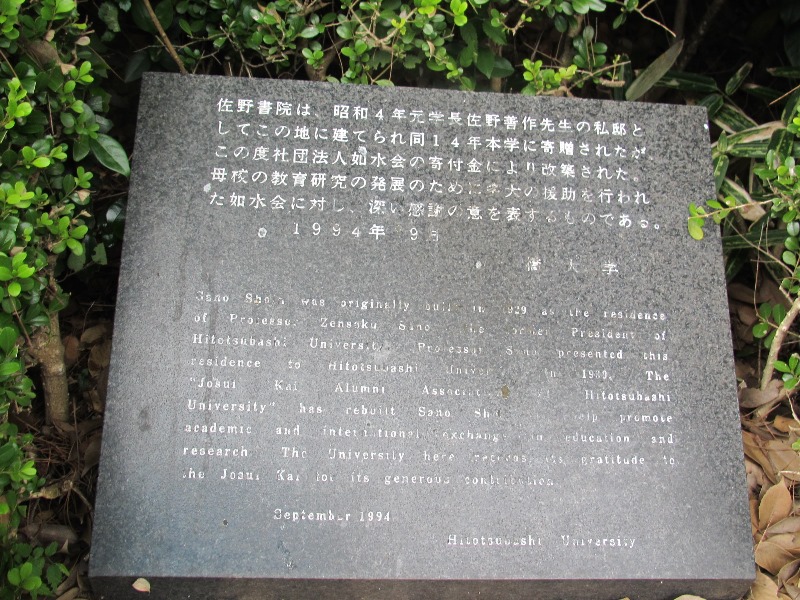 佐野書院は、昭和4年元学長佐野善作先生の私邸と
してこの地に建てられ同14年本学に寄贈されたが、
この度社団法人如水会の寄付金により改築された。
母校の教育研究の発展のために多大の援助を行われ
た如水会に対し、深い感謝の意を表するものである。
1994年 9月
橋大学
Sano Shoin was originally built in 1929 as the residence
of Professor Zensaku Sano the former President of
Hitotsubashi University. Professor Sano presented this
residence to Hitotsubashi University in 1939. The
"Josui Kai Alumni Association of Hitotsubashi
University" has rebuilt Sano help promote
academic and international exchange in education and
research. The University here records its gratitude to
the Josui Kai for its generous contribution.
September 1994
Hitotsubashi University